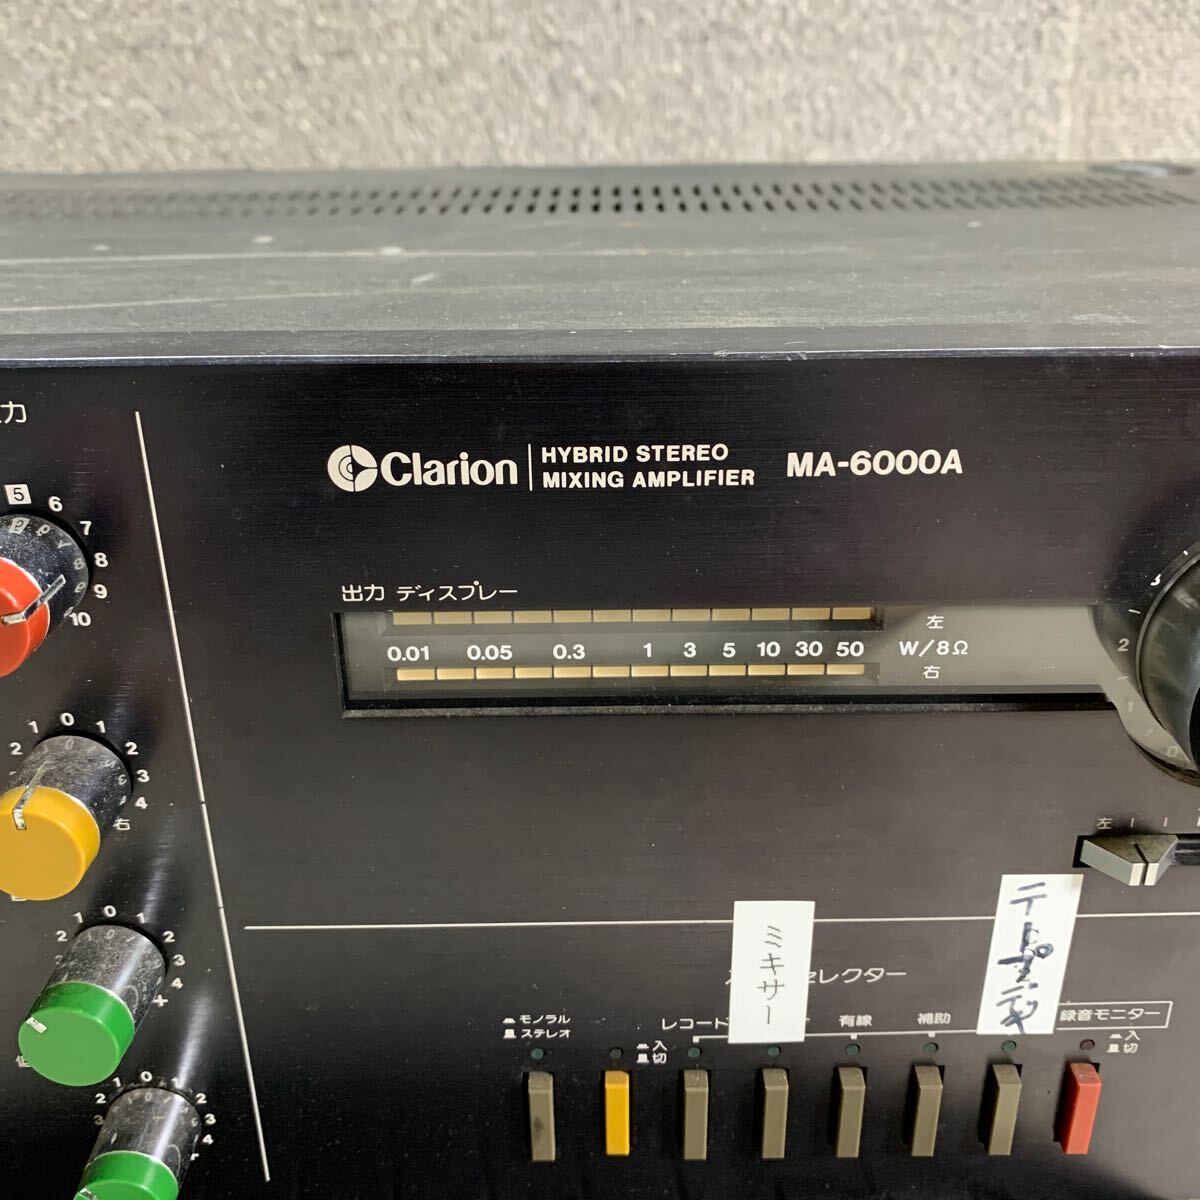 力
Clarion
HYBRID STEREO
MIXING AMPLIFIER
MA-6000A
5 6 7 8 9 10
出力 ディスプレー
左
0.01 0.05 0.3 1 3 5 10 30 50 W/8Ω
右
3
2
1
0
2 1 0 1 2 3 4
右
左
2 1 0 1 2 3 4
+
低
2 1 0 1 2 3 4
ミキサー
テープデッキ
セレクター
モノラル
ステレオ
入
切
レコード
有線
補助
録音モニター
入
切